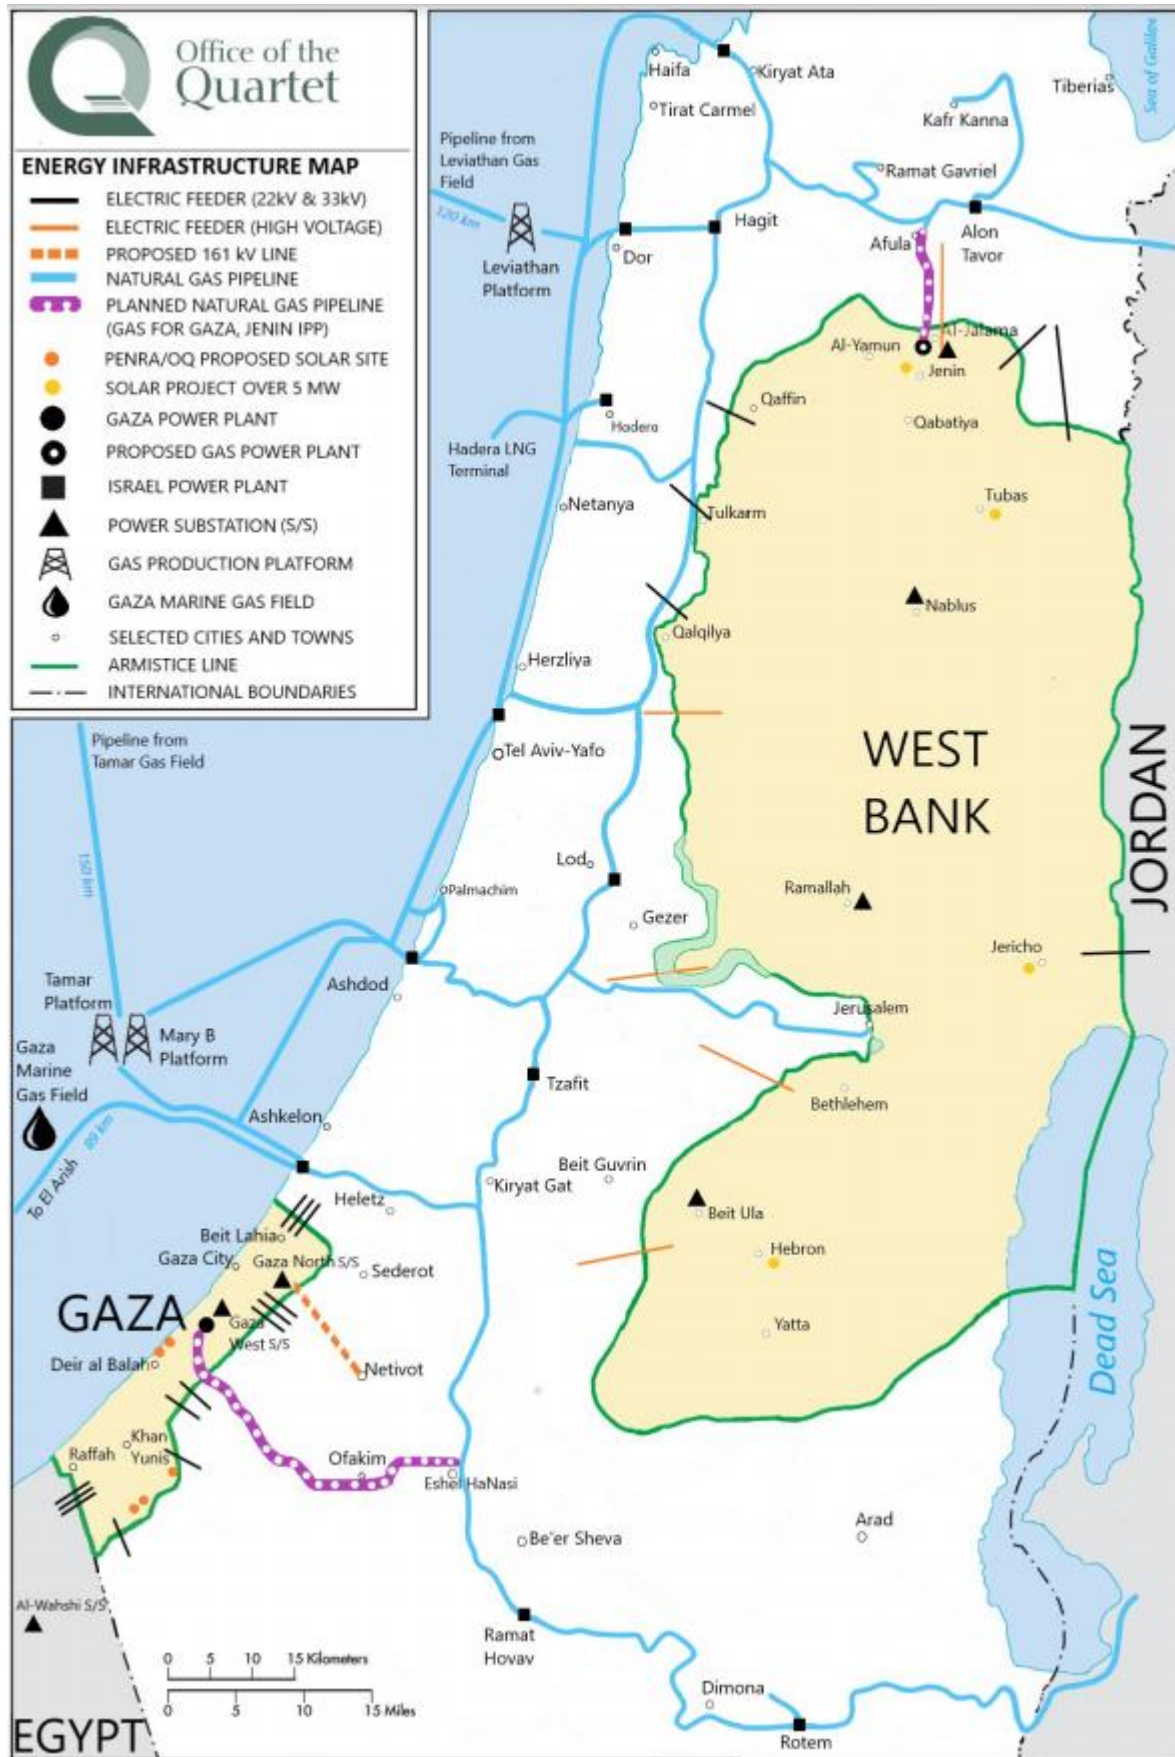 Office of the
Quartet
ENERGY INFRASTRUCTURE MAP
ELECTRIC FEEDER (22kV & 33kV)
ELECTRIC FEEDER (HIGH VOLTAGE)
PROPOSED 161 kV LINE
NATURAL GAS PIPELINE
PLANNED NATURAL GAS PIPELINE
(GAS FOR GAZA, JENIN IPP)
PENRA/OQ PROPOSED SOLAR SITE
SOLAR PROJECT OVER 5 MW
GAZA POWER PLANT
PROPOSED GAS POWER PLANT
ISRAEL POWER PLANT
POWER SUBSTATION (S/S)
GAS PRODUCTION PLATFORM
GAZA MARINE GAS FIELD
SELECTED CITIES AND TOWNS
ARMISTICE LINE
INTERNATIONAL BOUNDARIES
Haifa
Kiryat Ata
Tiberias
Sea of Galilee
Tirat Carmel
Kafr Kanna
Pipeline from
Leviathan Gas
Field
120 km
Ramat Gavriel
Hagit
Afula
Alon
Tavor
Dor
Leviathan
Platform
Al-Jalama
Al-Yamun
Jenin
Qaffin
Hadera
Qabatiya
Hadera LNG
Terminal
Netanya
Tulkarm
Tubas
Nablus
Qalqilya
Herzliya
Pipeline from
Tamar Gas Field
Tel Aviv-Yafo
WEST
BANK
JORDAN
150 km
Lod
Palmachim
Ramallah
Gezer
Jericho
Tamar
Platform
Ashdod
Jerusalem
Mary B
Platform
Gaza
Marine
Gas Field
Tzafit
Bethlehem
Ashkelon
89 km
To El Arish
Beit Guvrin
Kiryat Gat
Heletz
Beit Ula
Beit Lahia
Gaza City
Gaza North S/S
Sederot
Hebron
GAZA
Gaza
West S/S
Yatta
Dead Sea
Deir al Balah
Netivot
Khan
Yunis
Raffah
Ofakim
Eshel HaNasi
Be'er Sheva
Arad
Al-Wahshi S/S
Ramat
Hovav
0 5 10 15 Kilometers
0 5 10 15 Miles
Dimona
Rotem
EGYPT